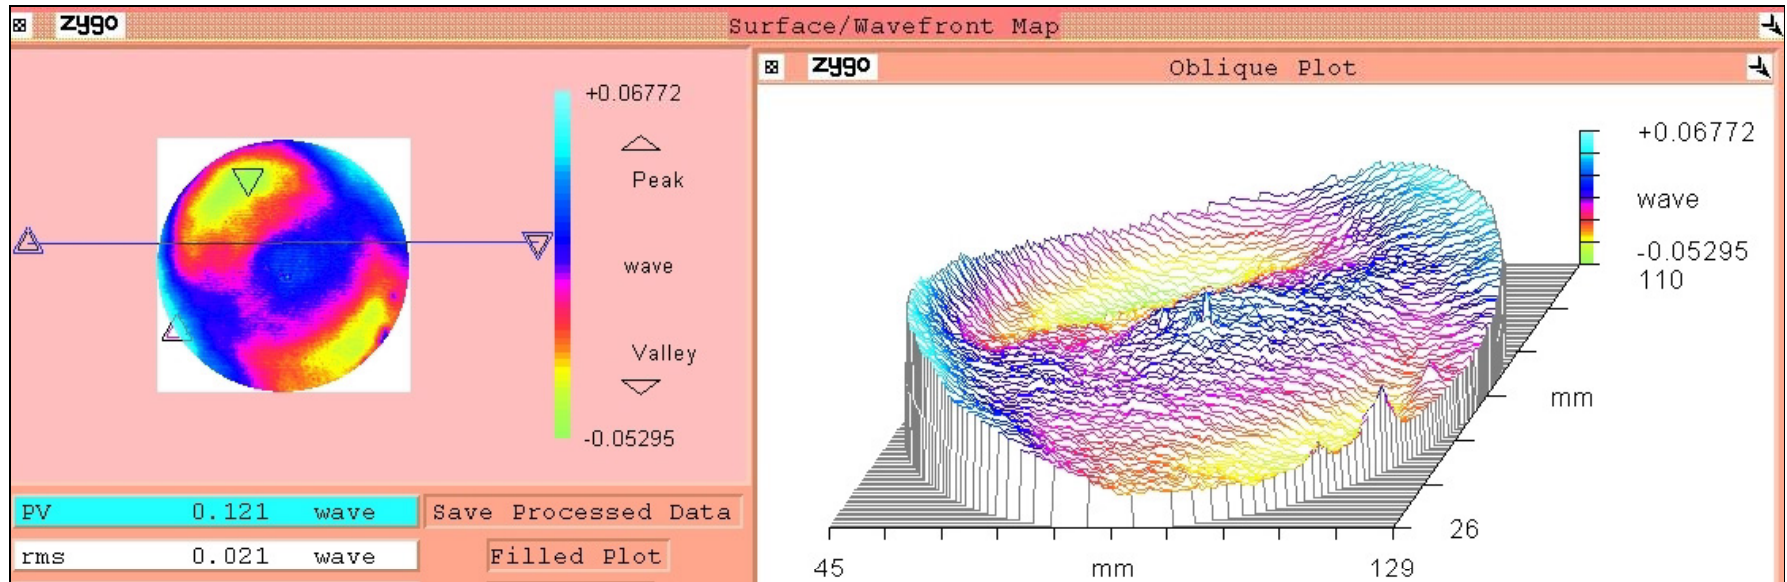 zygo Surface/Wavefront Map
+0.06772
Peak
wave
Valley
-0.05295
PV 0.121 wave
rms 0.021 wave
Save Processed Data
Filled Plot
zygo Oblique Plot
+0.06772
wave
-0.05295
110
mm
26
45 mm 129